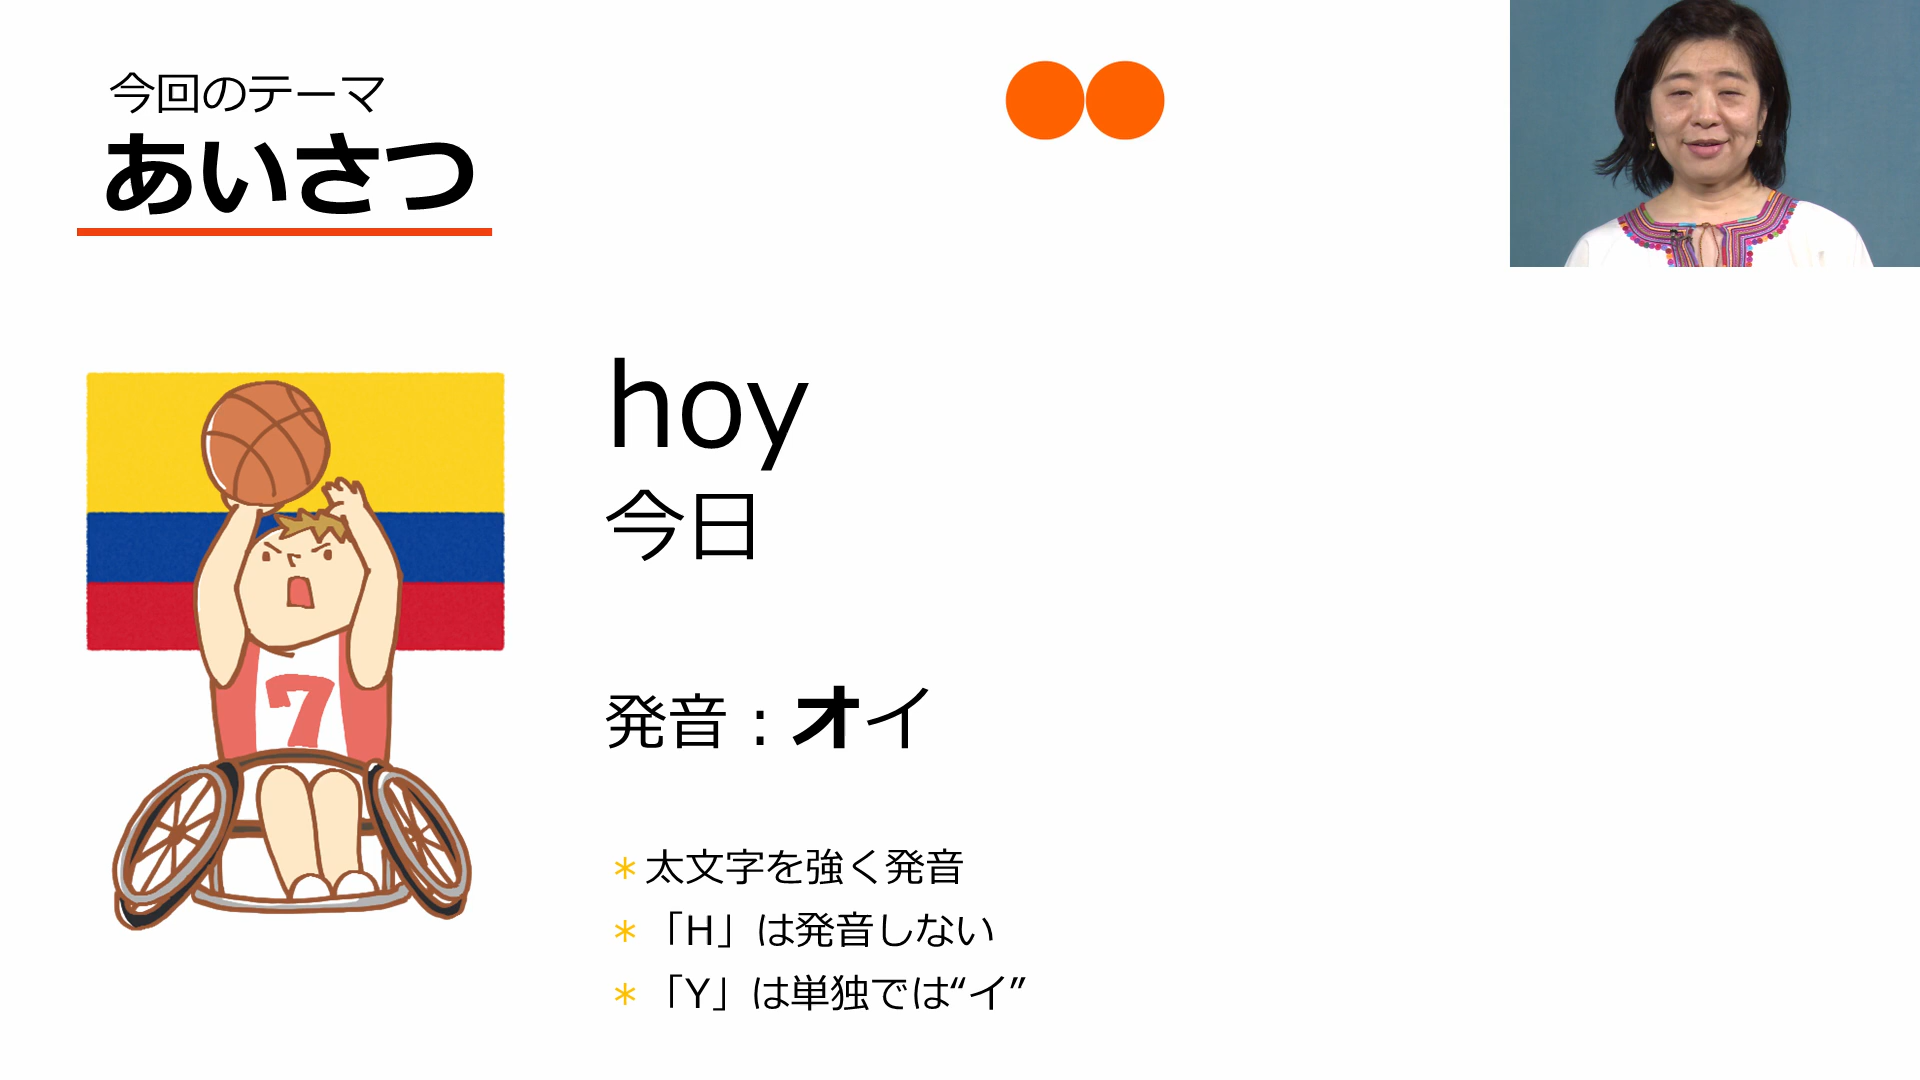 今回のテーマ
あいさつ
hoy
今日
7
発音：オイ
＊太文字を強く発音
＊「H」は発音しない
＊「Y」は単独では“イ”